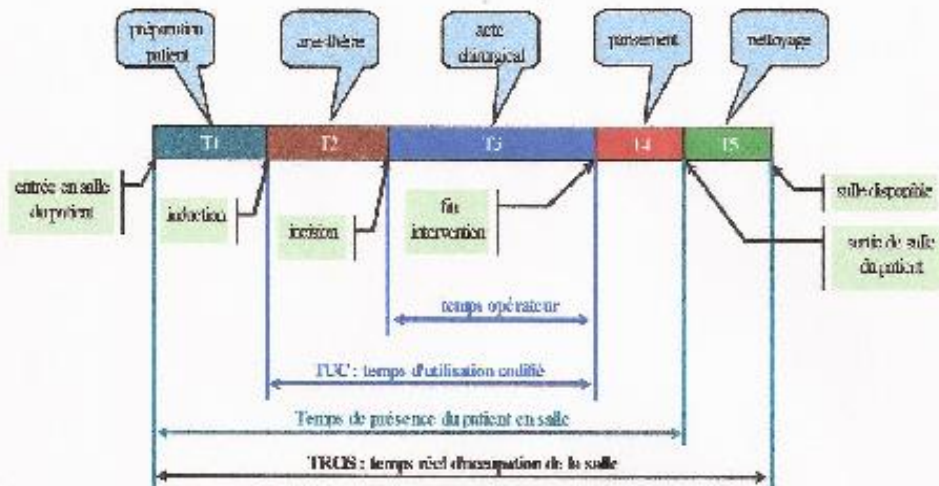 préparation
patient
anesthésie
acte
chirurgical
pansement
nettoyage
T1
T2
T3
T4
T5
entrée en salle
du patient
induction
incision
fin
intervention
salle disponible
sortie de salle
du patient
temps opérateur
TUC : temps d'utilisation codifié
Temps de présence du patient en salle
TROS : temps réel d'occupation de la salle